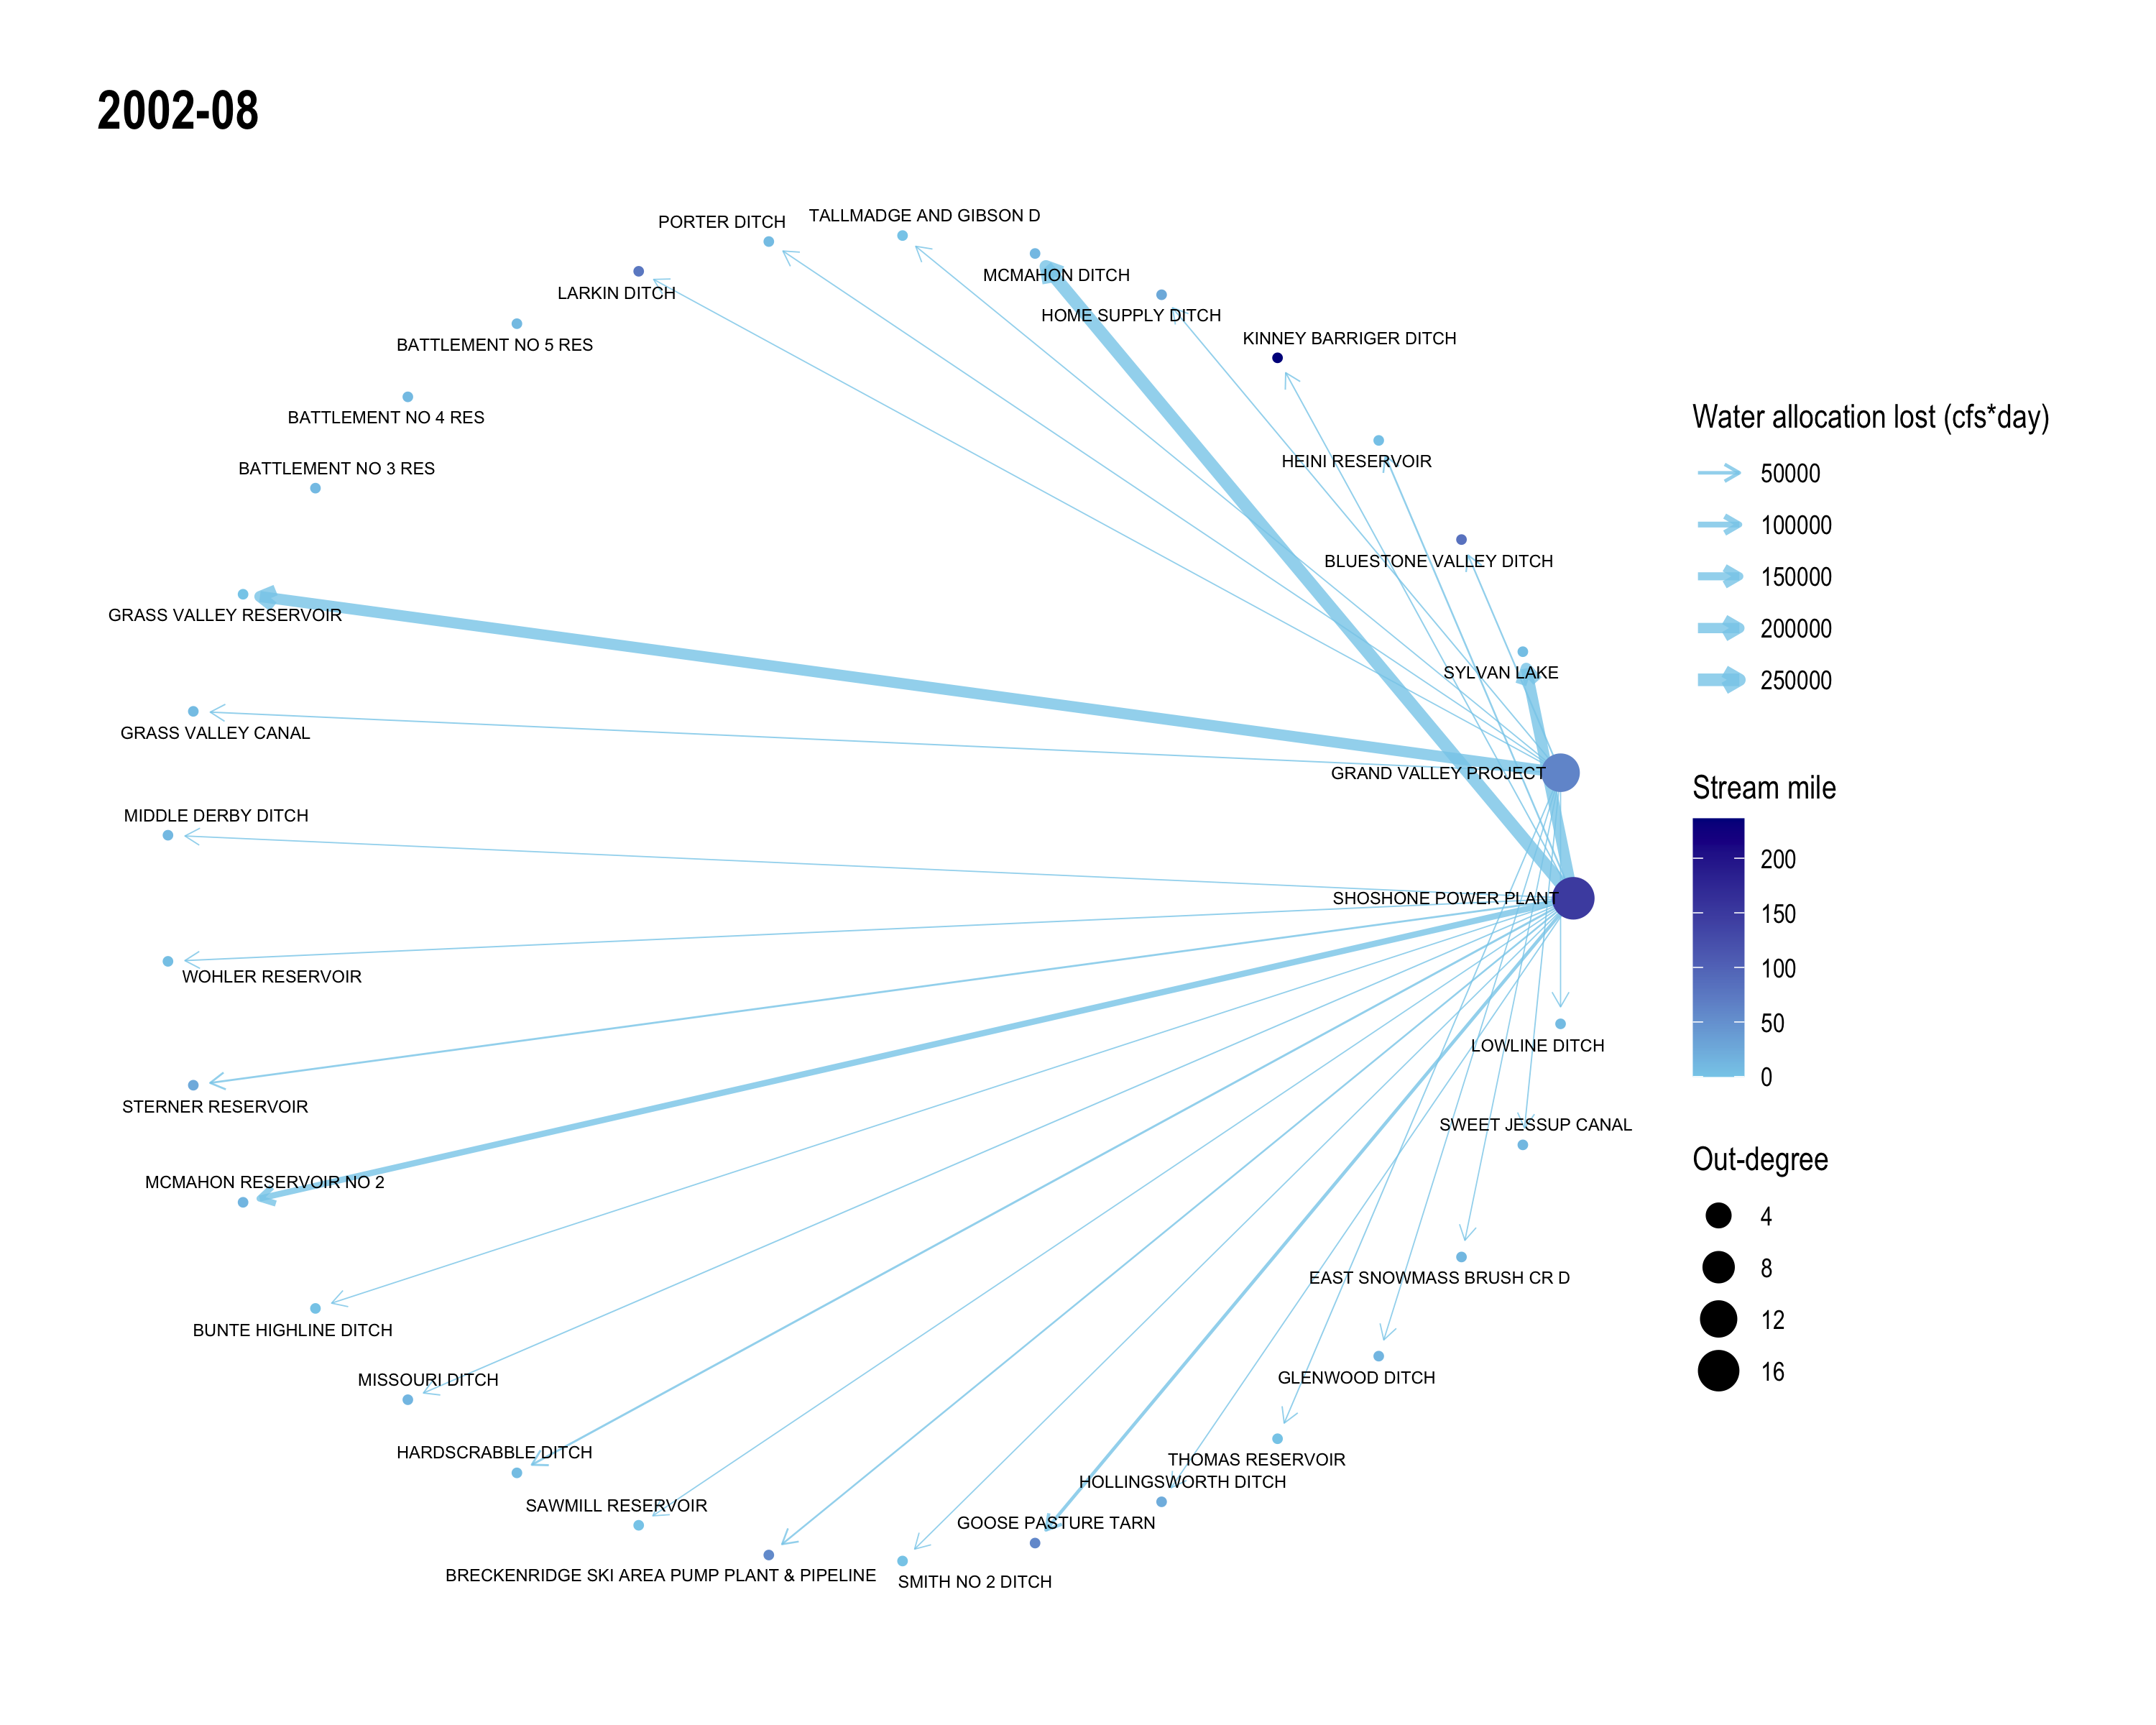 2002-08
TALLMADGE AND GIBSON D
PORTER DITCH
MCMAHON DITCH
LARKIN DITCH
HOME SUPPLY DITCH
KINNEY BARRIGER DITCH
BATTLEMENT NO 5 RES
BATTLEMENT NO 4 RES
HEINI RESERVOIR
BATTLEMENT NO 3 RES
BLUESTONE VALLEY DITCH
GRASS VALLEY RESERVOIR
SYLVAN LAKE
GRASS VALLEY CANAL
GRAND VALLEY PROJECT
MIDDLE DERBY DITCH
SHOSHONE POWER PLANT
WOHLER RESERVOIR
LOWLINE DITCH
STERNER RESERVOIR
SWEET JESSUP CANAL
MCMAHON RESERVOIR NO 2
EAST SNOWMASS BRUSH CR D
BUNTE HIGHLINE DITCH
GLENWOOD DITCH
MISSOURI DITCH
HARDSCRABBLE DITCH
THOMAS RESERVOIR
HOLLINGSWORTH DITCH
SAWMILL RESERVOIR
GOOSE PASTURE TARN
BRECKENRIDGE SKI AREA PUMP PLANT & PIPELINE
SMITH NO 2 DITCH
Water allocation lost (cfs*day)
50000
100000
150000
200000
250000
Stream mile
200
150
100
50
0
Out-degree
4
8
12
16